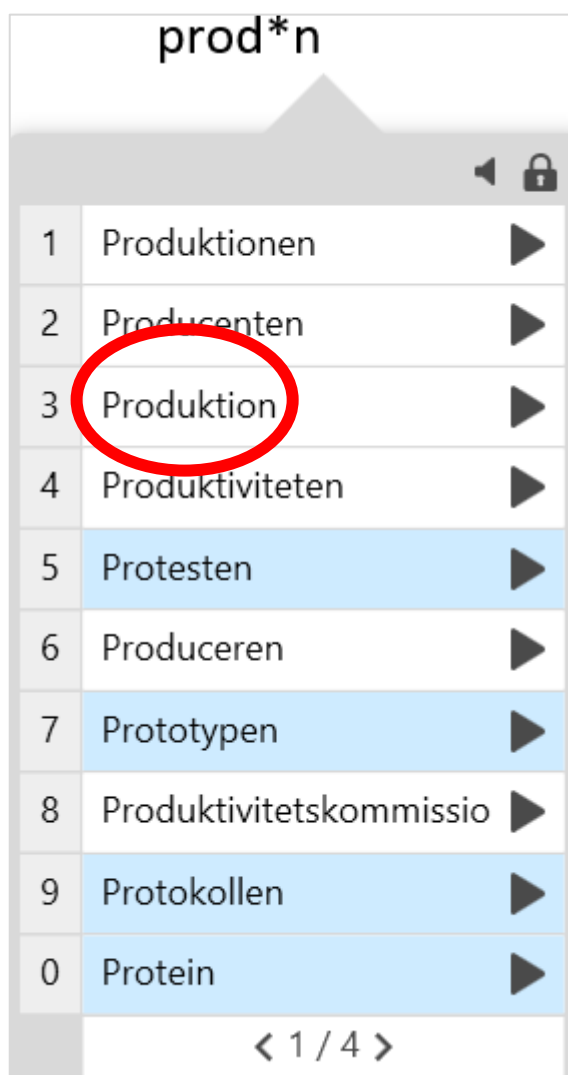 prod*n
1 Produktionen
2 Producenten
3 Produktion
4 Produktiviteten
5 Protesten
6 Produceren
7 Prototypen
8 Produktivitetskommissio
9 Protokollen
0 Protein
< 1 / 4 >